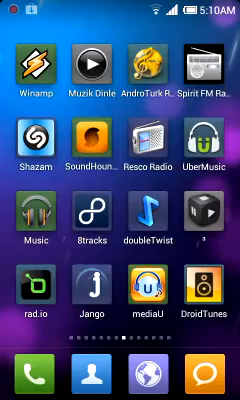 5:10AM
Winamp Muzik Dinle AndroTurk R.. Spirit FM Ra..
Shazam SoundHoun.. Resco Radio UberMusic
Music 8tracks doubleTwist ³
rad.io Jango mediaU DroidTunes